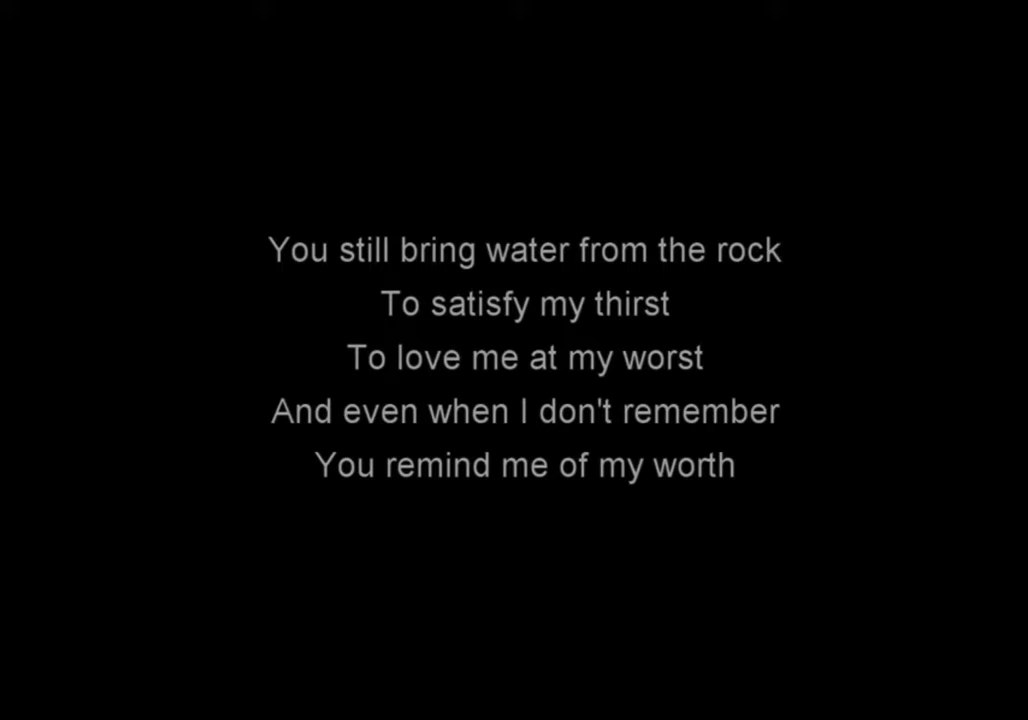 You still bring water from the rock
To satisfy my thirst
To love me at my worst
And even when I don't remember
You remind me of my worth